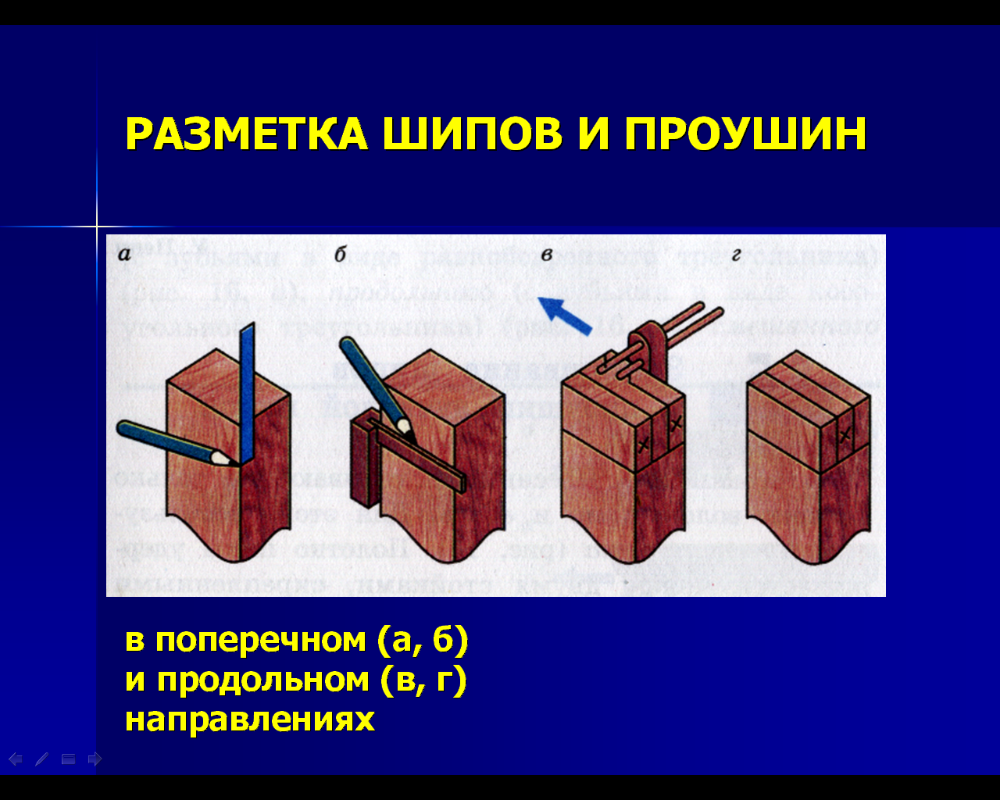 РАЗМЕТКА ШИПОВ И ПРОУШИН
а б в г
в поперечном (а, б)
и продольном (в, г)
направлениях